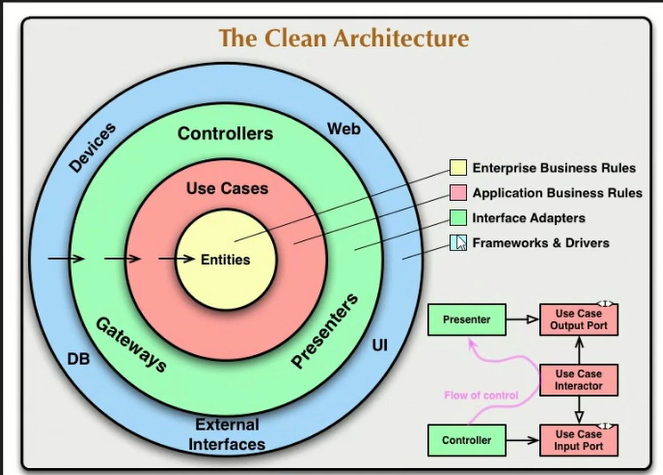 The Clean Architecture
Devices
Web
Controllers
Use Cases
Entities
Gateways
Presenters
DB
UI
External
Interfaces
Enterprise Business Rules
Application Business Rules
Interface Adapters
Frameworks & Drivers
Presenter
<I>
Use Case
Output Port
Use Case
Interactor
Flow of control
Controller
<I>
Use Case
Input Port